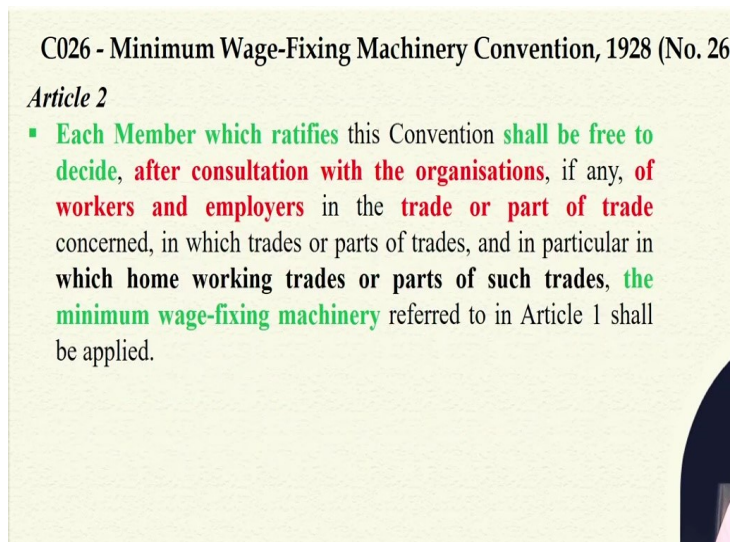 C026 - Minimum Wage-Fixing Machinery Convention, 1928 (No. 26
Article 2
▪ Each Member which ratifies this Convention shall be free to
decide, after consultation with the organisations, if any, of
workers and employers in the trade or part of trade
concerned, in which trades or parts of trades, and in particular in
which home working trades or parts of such trades, the
minimum wage-fixing machinery referred to in Article 1 shall
be applied.